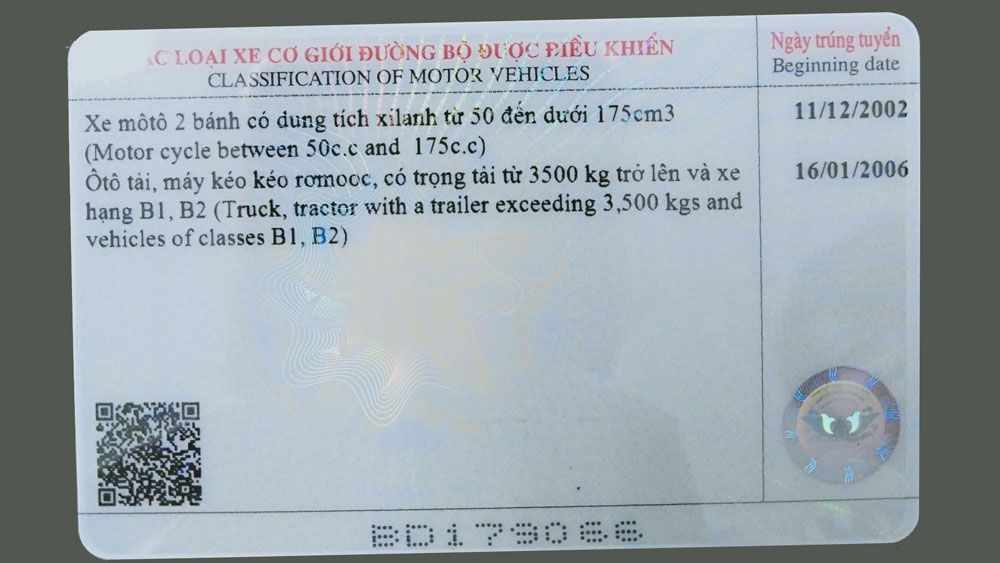 ÁC LOẠI XE CƠ GIỚI ĐƯỜNG BỘ ĐƯỢC ĐIỀU KHIỂN
CLASSIFICATION OF MOTOR VEHICLES
Ngày trúng tuyển
Beginning date
Xe môtô 2 bánh có dung tích xilanh từ 50 đến dưới 175cm3
(Motor cycle between 50c.c and 175c.c)
11/12/2002
Ôtô tải, máy kéo kéo romooc, có trọng tải từ 3500 kg trở lên và xe
hạng B1, B2 (Truck, tractor with a trailer exceeding 3,500 kgs and
vehicles of classes B1, B2)
16/01/2006
BD179066